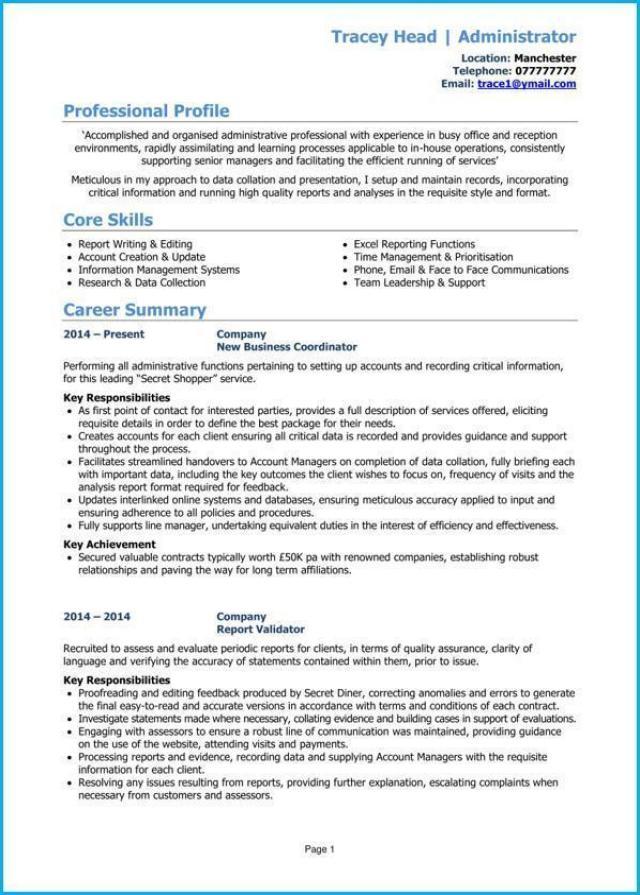 Tracey Head | Administrator
Location: Manchester
Telephone: 077777777
Email: trace1@ymail.com
Professional Profile
‘Accomplished and organised administrative professional with experience in busy office and reception
environments, rapidly assimilating and learning processes applicable to in-house operations, consistently
supporting senior managers and facilitating the efficient running of services’
Meticulous in my approach to data collation and presentation, I setup and maintain records, incorporating
critical information and running high quality reports and analyses in the requisite style and format.
Core Skills
• Report Writing & Editing
• Account Creation & Update
• Information Management Systems
• Research & Data Collection
• Excel Reporting Functions
• Time Management & Prioritisation
• Phone, Email & Face to Face Communications
• Team Leadership & Support
Career Summary
2014 – Present Company
New Business Coordinator
Performing all administrative functions pertaining to setting up accounts and recording critical information,
for this leading “Secret Shopper” service.
Key Responsibilities
• As first point of contact for interested parties, provides a full description of services offered, eliciting
requisite details in order to define the best package for their needs.
• Creates accounts for each client ensuring all critical data is recorded and provides guidance and support
throughout the process.
• Facilitates streamlined handovers to Account Managers on completion of data collation, fully briefing each
with important data, including the key outcomes the client wishes to focus on, frequency of visits and the
analysis report format required for feedback.
• Updates interlinked online systems and databases, ensuring meticulous accuracy applied to input and
ensuring adherence to all policies and procedures.
• Fully supports line manager, undertaking equivalent duties in the interest of efficiency and effectiveness.
Key Achievement
• Secured valuable contracts typically worth £50K pa with renowned companies, establishing robust
relationships and paving the way for long term affiliations.
2014 – 2014 Company
Report Validator
Recruited to assess and evaluate periodic reports for clients, in terms of quality assurance, clarity of
language and verifying the accuracy of statements contained within them, prior to issue.
Key Responsibilities
• Proofreading and editing feedback produced by Secret Diner, correcting anomalies and errors to generate
the final easy-to-read and accurate versions in accordance with terms and conditions of each contract.
• Investigate statements made where necessary, collating evidence and building cases in support of evaluations.
• Engaging with assessors to ensure a robust line of communication was maintained, providing guidance
on the use of the website, attending visits and payments.
• Processing reports and evidence, recording data and supplying Account Managers with the requisite
information for each client.
• Resolving any issues resulting from reports, providing further explanation, escalating complaints when
necessary from customers and assessors.
Page 1